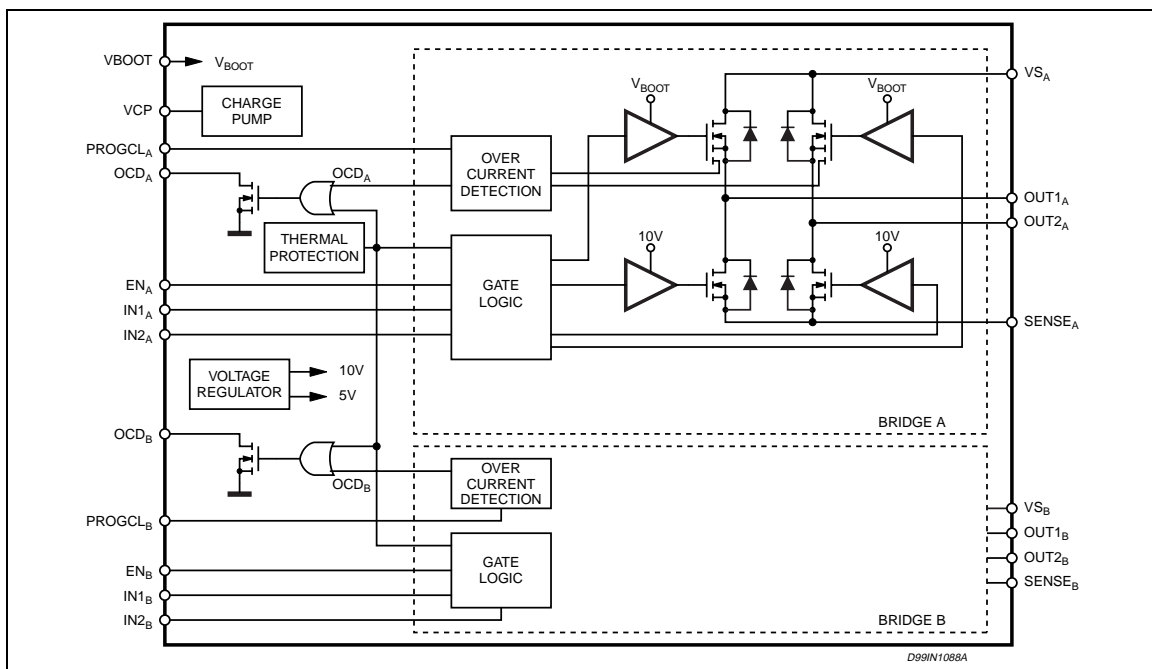 VBOOT
VBOOT
VCP
CHARGE
PUMP
PROGCLA
OCDA
OCDA
OVER
CURRENT
DETECTION
THERMAL
PROTECTION
ENA
IN1A
IN2A
GATE
LOGIC
VBOOT
VBOOT
10V
10V
VSA
OUT1A
OUT2A
SENSEA
BRIDGE A
VOLTAGE
REGULATOR
10V
5V
OCDB
OCDB
OVER
CURRENT
DETECTION
PROGCLB
ENB
IN1B
IN2B
GATE
LOGIC
VSB
OUT1B
OUT2B
SENSEB
BRIDGE B
D99IN1088A